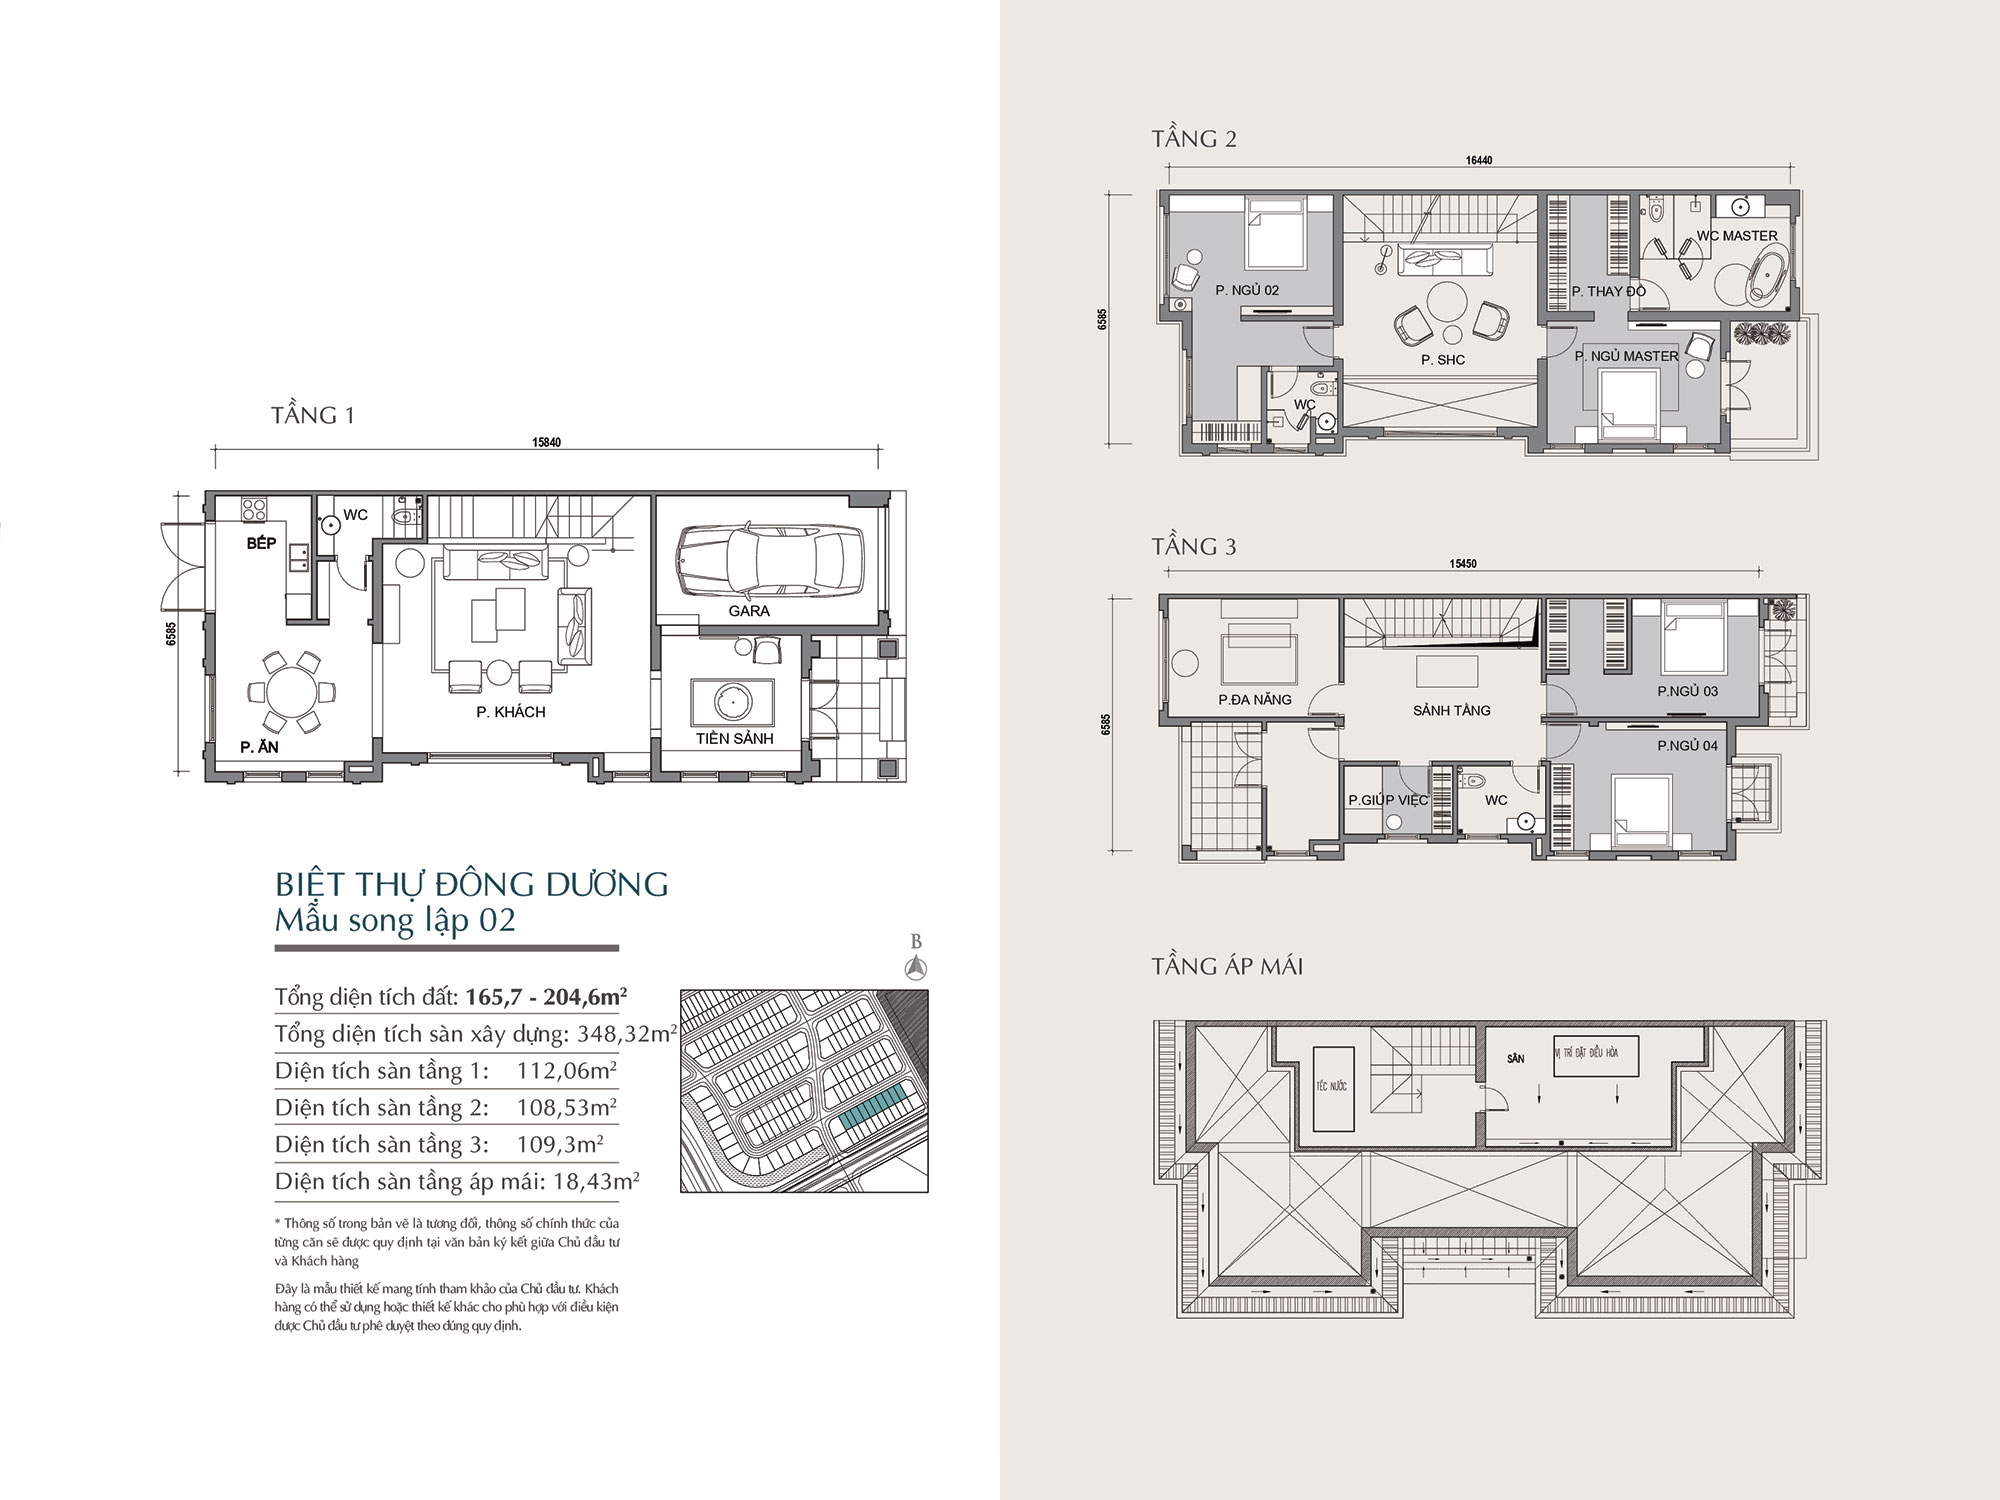 TẦNG 1
15840
6585
BẾP
WC
GARA
P. KHÁCH
TIỀN SẢNH
P. ĂN
BIỆT THỰ ĐÔNG DƯƠNG
Mẫu song lập 02
Tổng diện tích đất: 165,7 - 204,6m²
Tổng diện tích sàn xây dựng: 348,32m²
Diện tích sàn tầng 1: 112,06m²
Diện tích sàn tầng 2: 108,53m²
Diện tích sàn tầng 3: 109,3m²
Diện tích sàn tầng áp mái: 18,43m²
* Thông số trong bản vẽ là tương đối, thông số chính thức của
từng căn sẽ được quy định tại văn bản ký kết giữa Chủ đầu tư
và Khách hàng
Đây là mẫu thiết kế mang tính tham khảo của Chủ đầu tư. Khách
hàng có thể sử dụng hoặc thiết kế khác cho phù hợp với điều kiện
được Chủ đầu tư phê duyệt theo đúng quy định.
B
TẦNG 2
16440
6585
WC MASTER
P. NGỦ 02
P. THAY ĐỒ
P. SHC
P. NGỦ MASTER
WC
TẦNG 3
15450
6585
P.ĐA NĂNG
SẢNH TẦNG
P.NGỦ 03
P.NGỦ 04
P.GIÚP VIỆC
WC
TẦNG ÁP MÁI
TÉC NƯỚC
SÂN
VỊ TRÍ ĐẶT ĐIỀU HÒA